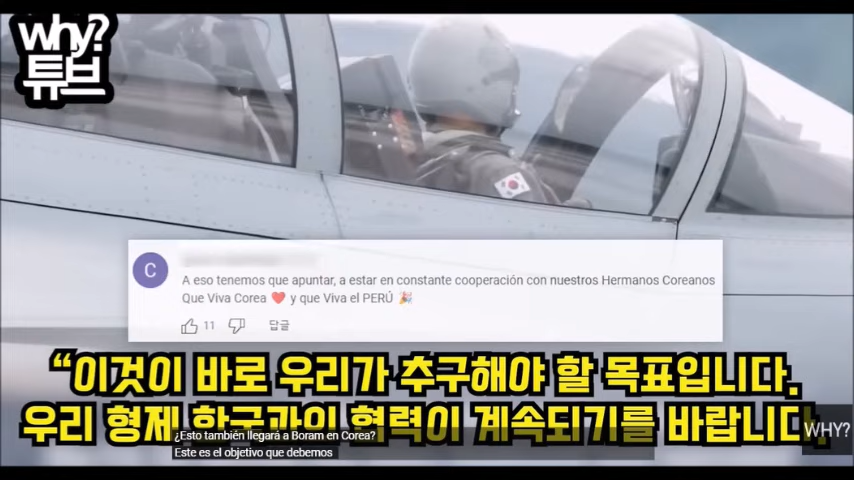 why?
튜브
C
A eso tenemos que apuntar, a estar en constante cooperación con nuestros Hermanos Coreanos
Que Viva Corea ❤️ y que Viva el PERÚ 🎉
11 답글
“이것이 바로 우리가 추구해야 할 목표입니다.
우리 형제 한국과의 협력이 계속되기를 바랍니다.
¿Esto también llegará a Boram en Corea?
Este es el objetivo que debemos
WHY?